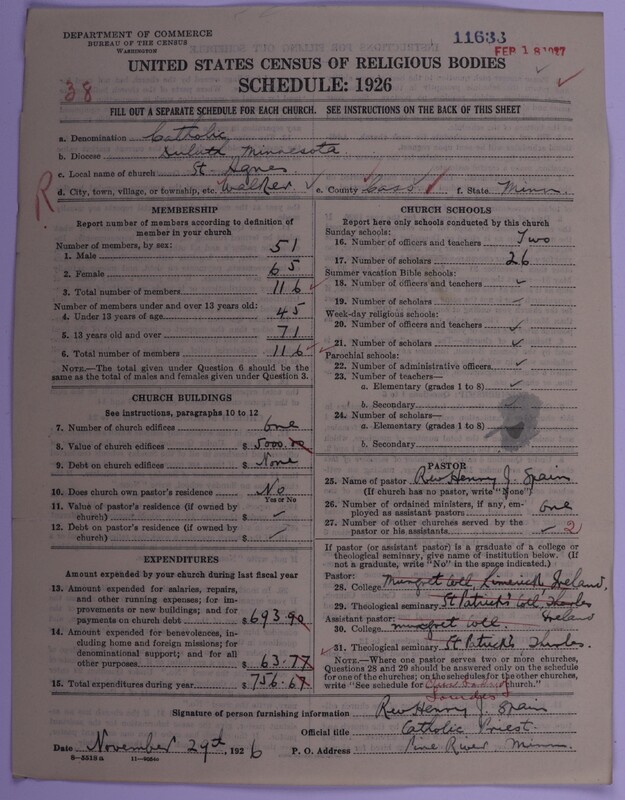 DEPARTMENT OF COMMERCE
BUREAU OF THE CENSUS
WASHINGTON
11633
FEB 18 1927
UNITED STATES CENSUS OF RELIGIOUS BODIES
SCHEDULE: 1926
38
FILL OUT A SEPARATE SCHEDULE FOR EACH CHURCH. SEE INSTRUCTIONS ON THE BACK OF THIS SHEET
a. Denomination Catholic
b. Diocese Duluth Minnesota
c. Local name of church St. Agnes
R
d. City, town, village, or township, etc. Walker e. County Cass f. State Minn.
MEMBERSHIP
Report number of members according to definition of member in your church
Number of members, by sex:
1. Male 51
2. Female 65
3. Total number of members 116
Number of members under and over 13 years old:
4. Under 13 years of age 45
5. 13 years old and over 71
6. Total number of members 116
NOTE.—The total given under Question 6 should be the same as the total of males and females given under Question 3.
CHURCH BUILDINGS
See instructions, paragraphs 10 to 12
7. Number of church edifices One
8. Value of church edifices $ 5000.00
9. Debt on church edifices $ None
10. Does church own pastor's residence No
Yes or No
11. Value of pastor's residence (if owned by church) $
12. Debt on pastor's residence (if owned by church) $
EXPENDITURES
Amount expended by your church during last fiscal year
13. Amount expended for salaries, repairs, and other running expenses; for improvements or new buildings; and for payments on church debt $ 693.90
14. Amount expended for benevolences, including home and foreign missions; for denominational support; and for all other purposes $ 63.77
15. Total expenditures during year $ 756.67
CHURCH SCHOOLS
Report here only schools conducted by this church
Sunday schools:
16. Number of officers and teachers Two
17. Number of scholars 26
Summer vacation Bible schools:
18. Number of officers and teachers
19. Number of scholars
Week-day religious schools:
20. Number of officers and teachers
21. Number of scholars
Parochial schools:
22. Number of administrative officers
23. Number of teachers—
a. Elementary (grades 1 to 8)
b. Secondary
24. Number of scholars—
a. Elementary (grades 1 to 8)
b. Secondary
PASTOR
25. Name of pastor Rev Henry J. Spain
(If church has no pastor, write "None")
26. Number of ordained ministers, if any, employed as assistant pastors One
27. Number of other churches served by the pastor or his assistants 2
If pastor (or assistant pastor) is a graduate of a college or theological seminary, give name of institution below. (If not a graduate, write "No" in the space indicated.)
Pastor:
28. College Mungret Coll Limerick Ireland,
29. Theological seminary St Patrick's Coll Thurles
Assistant pastor: Ireland
30. College Mungret Coll.
31. Theological seminary St Patrick's Thurles.
NOTE.—Where one pastor serves two or more churches, Questions 28 and 29 should be answered only on the schedule for one of the churches; on the schedules for the other churches, write "See schedule for Our Lady Lourdes church."
Signature of person furnishing information Rev Henry J. Spain
Official title Catholic Priest.
Date November 29th, 1926 P. O. Address Pine River Minn.
8—5518 a